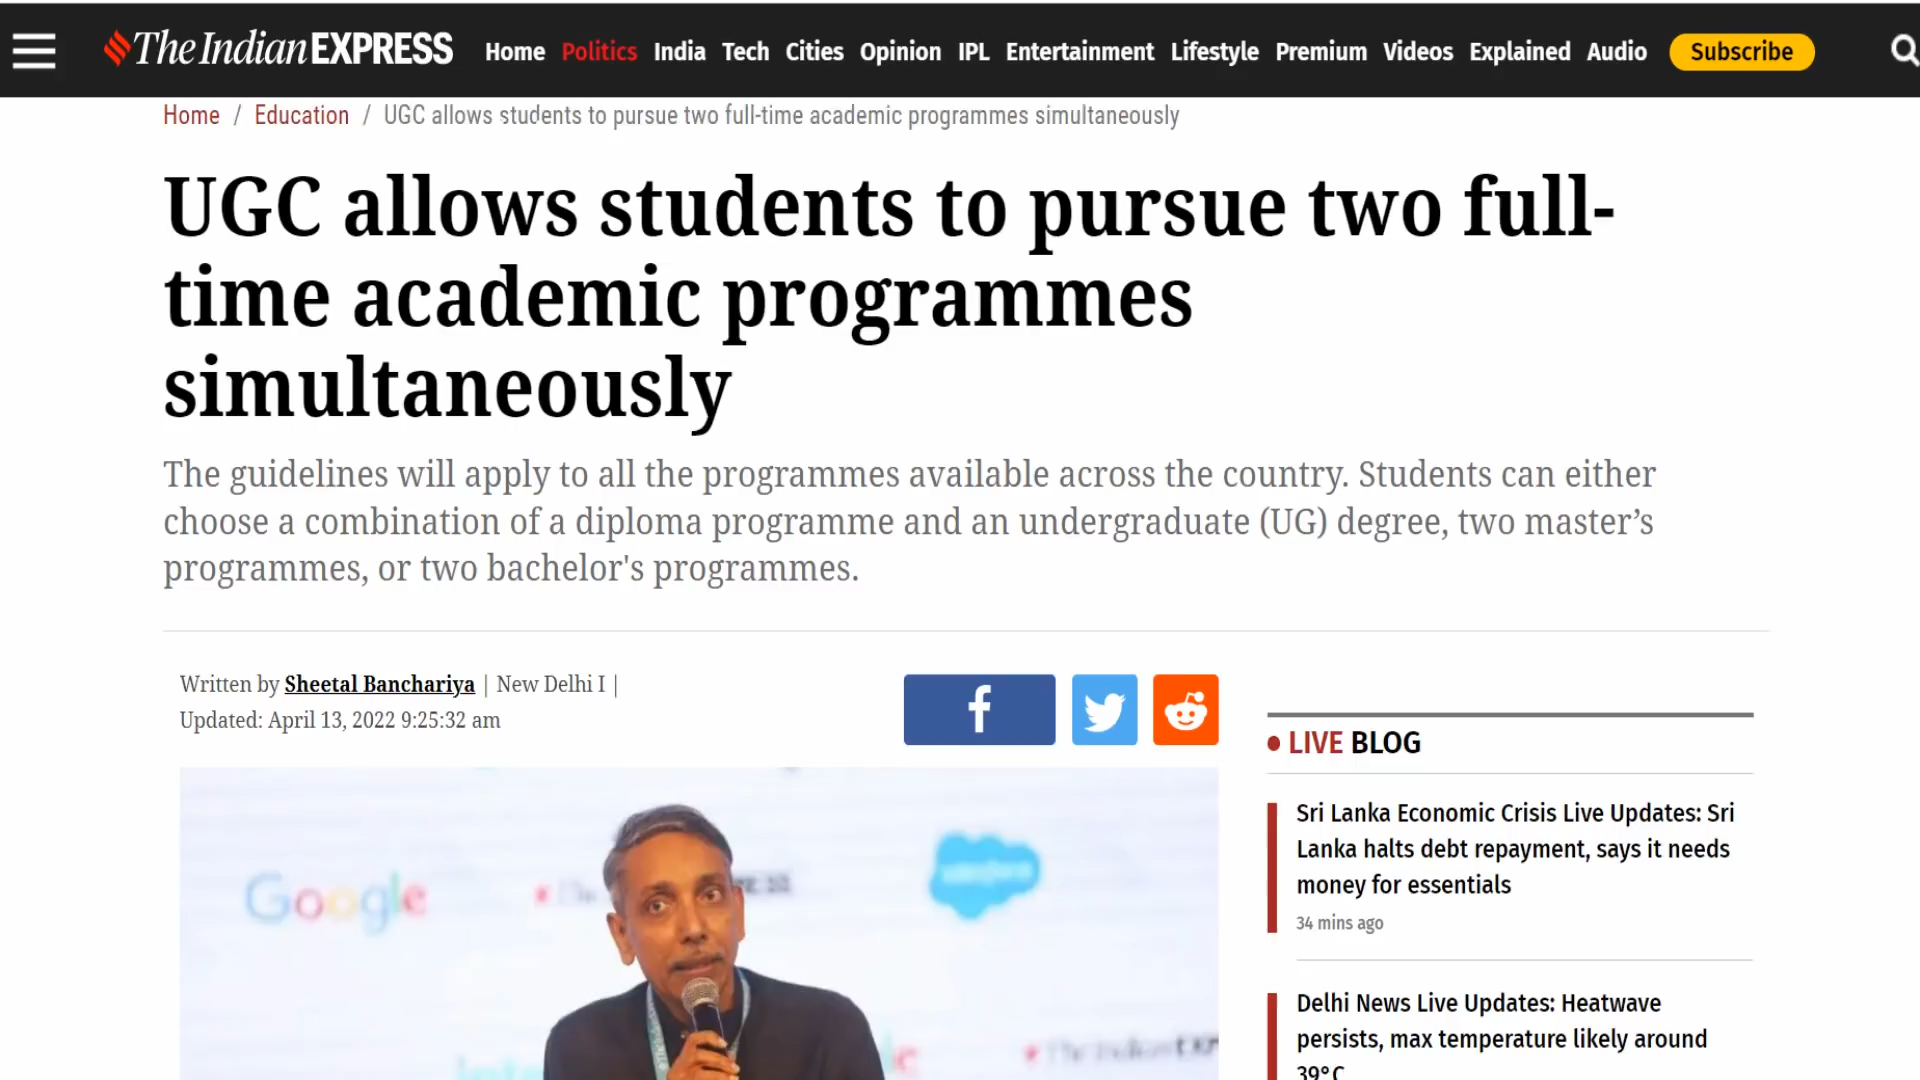 The Indian EXPRESS Home Politics India Tech Cities Opinion IPL Entertainment Lifestyle Premium Videos Explained Audio Subscribe
Home / Education / UGC allows students to pursue two full-time academic programmes simultaneously
UGC allows students to pursue two full-
time academic programmes
simultaneously
The guidelines will apply to all the programmes available across the country. Students can either
choose a combination of a diploma programme and an undergraduate (UG) degree, two master’s
programmes, or two bachelor's programmes.
Written by Sheetal Banchariya | New Delhi I |
Updated: April 13, 2022 9:25:32 am
Google
LIVE BLOG
Sri Lanka Economic Crisis Live Updates: Sri
Lanka halts debt repayment, says it needs
money for essentials
34 mins ago
Delhi News Live Updates: Heatwave
persists, max temperature likely around
39°C